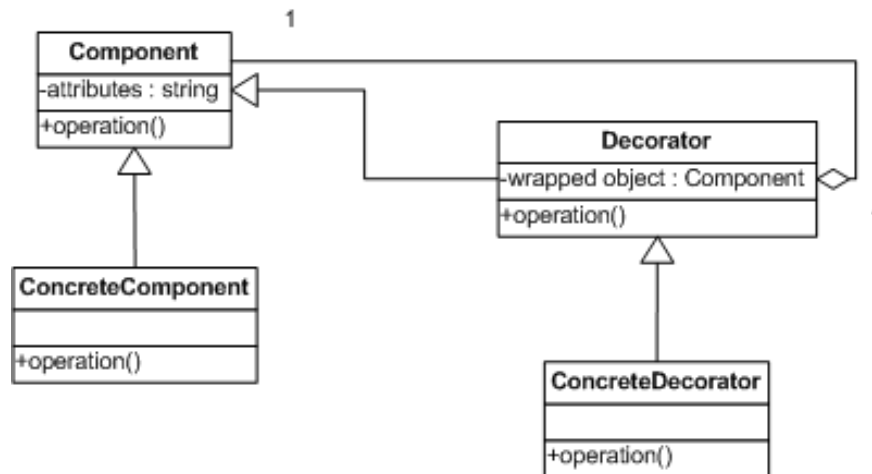 1
Component
-attributes : string
+operation()
Decorator
-wrapped object : Component
+operation()
ConcreteComponent
+operation()
ConcreteDecorator
+operation()